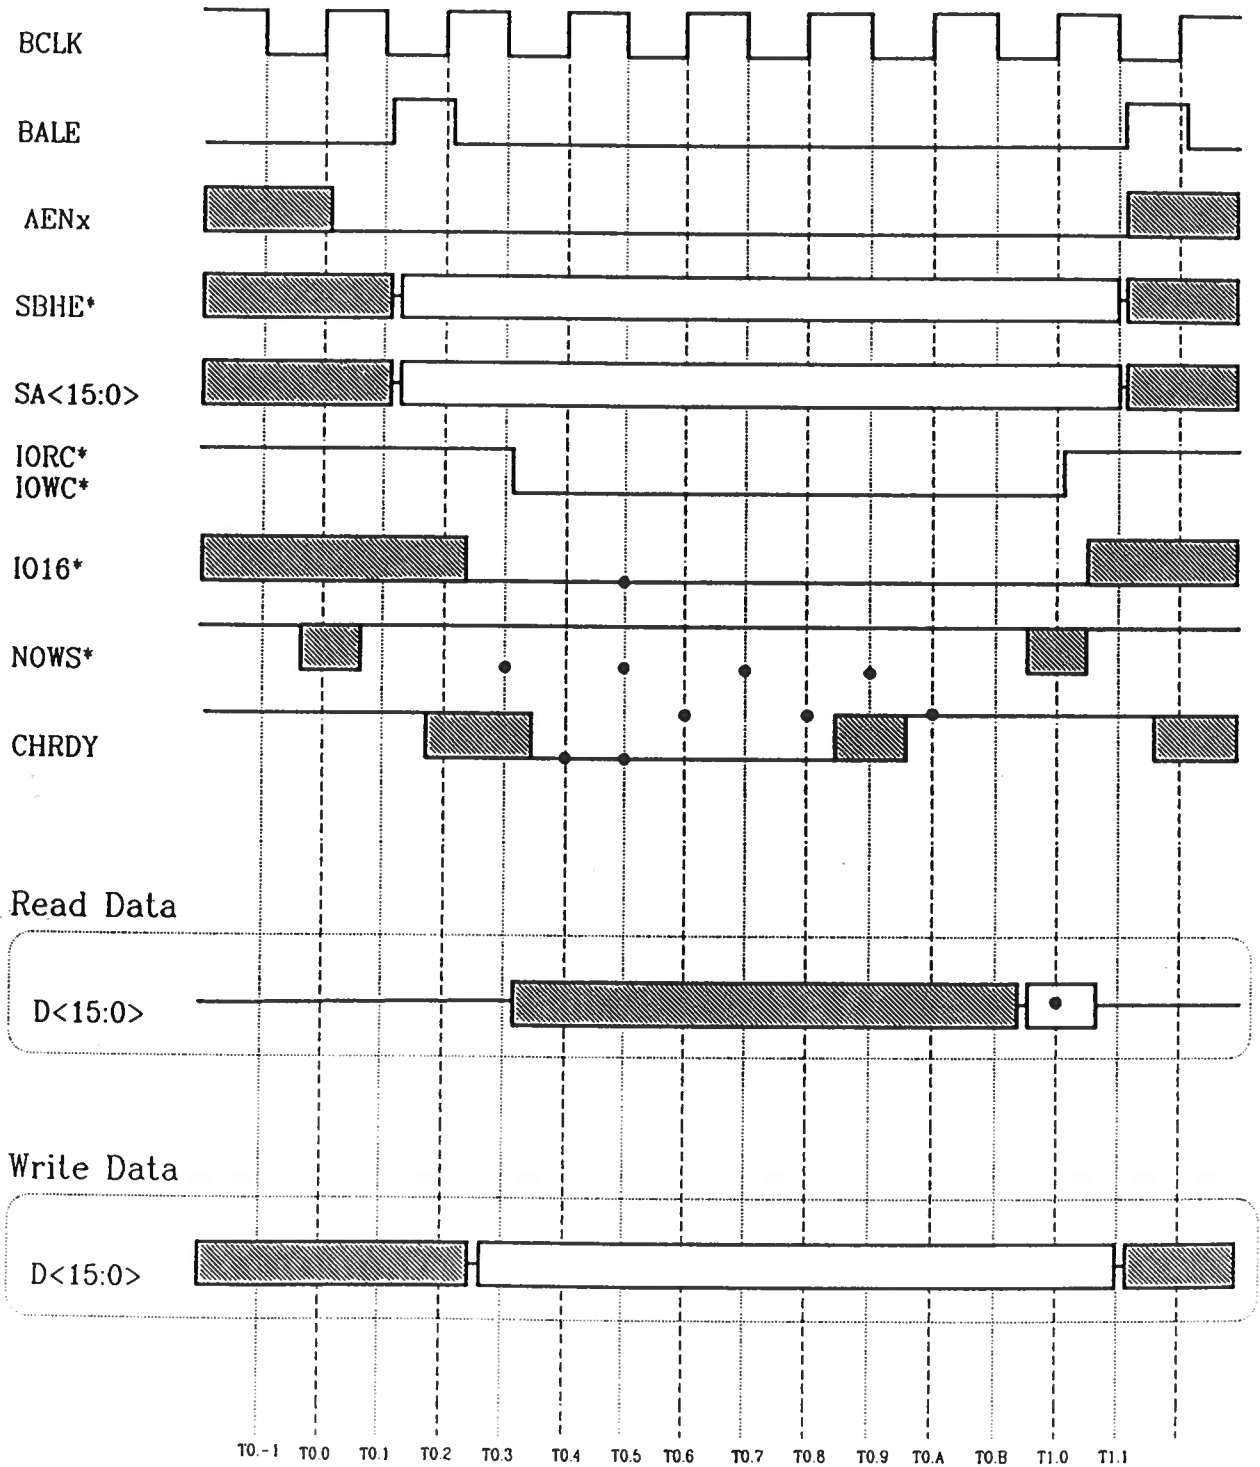 BCLK
BALE
AENx
SBHE*
SA<15:0>
IORC*
IOWC*
IO16*
NOWS*
CHRDY
Read Data
D<15:0>
Write Data
D<15:0>
T0.-1 T0.0 T0.1 T0.2 T0.3 T0.4 T0.5 T0.6 T0.7 T0.8 T0.9 T0.A T0.B T1.0 T1.1